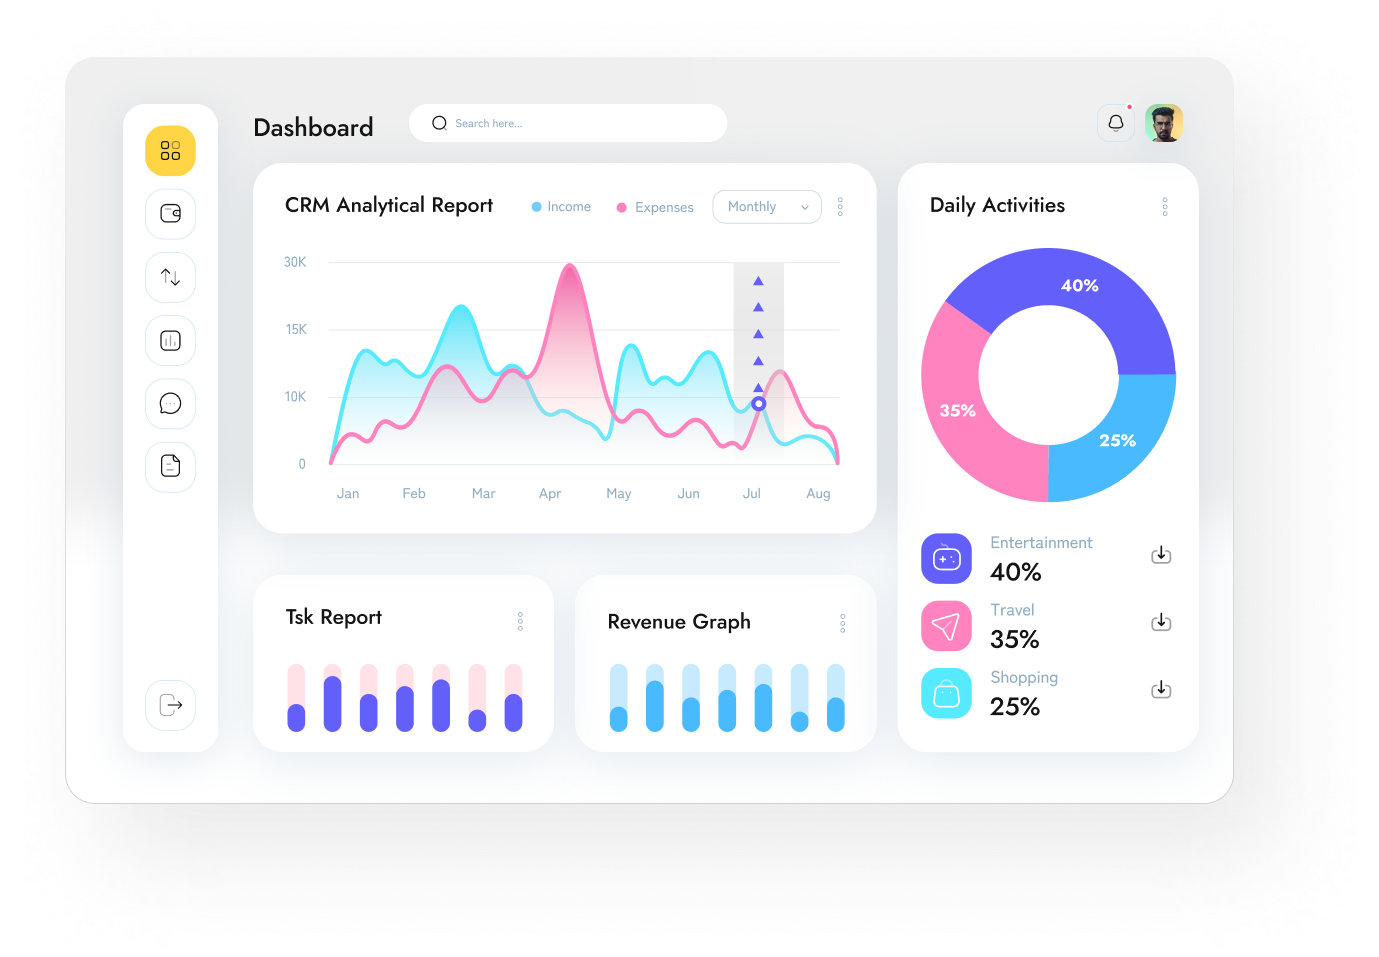 Dashboard
Search here...
CRM Analytical Report
Income
Expenses
Monthly
30K
15K
10K
0
Jan Feb Mar Apr May Jun Jul Aug
Daily Activities
40%
35%
25%
Entertainment
40%
Travel
35%
Shopping
25%
Tsk Report
Revenue Graph